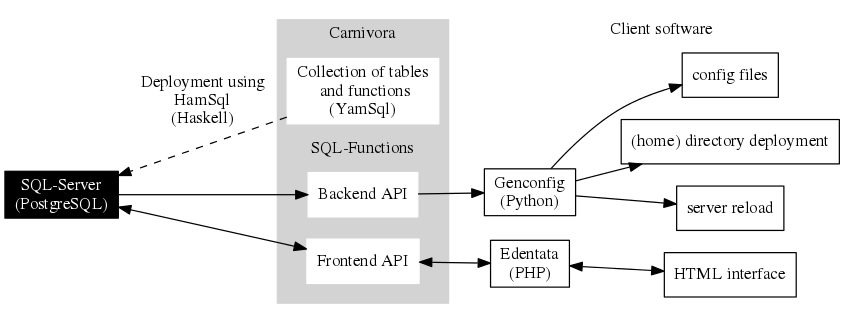 Carnivora
Client software
Collection of tables
and functions
(YamSql)
config files
Deployment using
HamSql
(Haskell)
(home) directory deployment
SQL-Functions
SQL-Server
(PostgreSQL)
Backend API
Genconfig
(Python)
server reload
Frontend API
Edentata
(PHP)
HTML interface